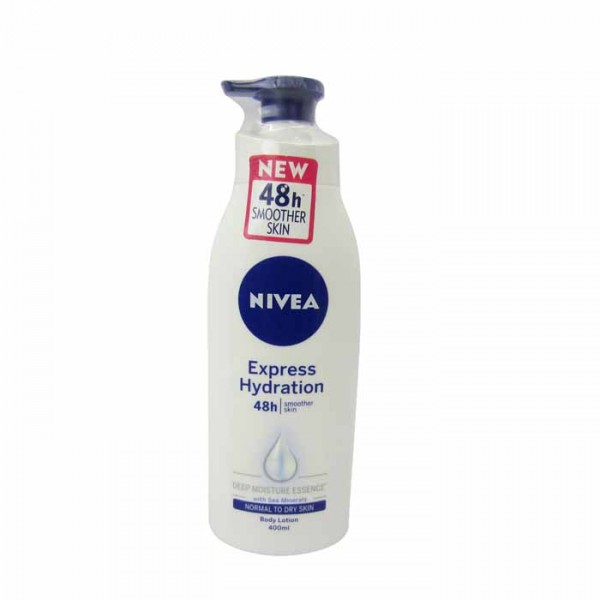 NEW
48h
SMOOTHER
SKIN
NIVEA
Express
Hydration
48h smoother
skin
DEEP MOISTURE ESSENCE
with Sea Minerals
NORMAL TO DRY SKIN
Body Lotion
400ml